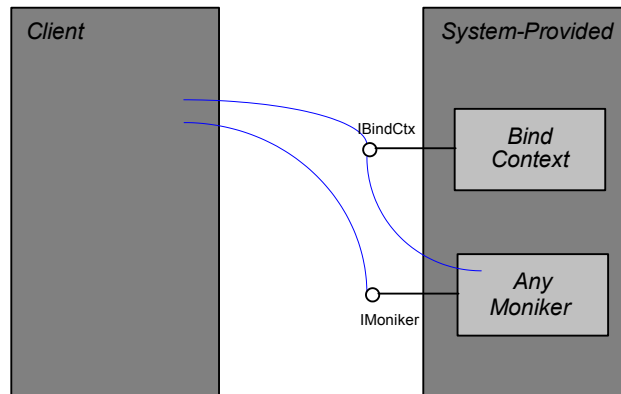 Client
System-Provided
IBindCtx
Bind
Context
Any
Moniker
IMoniker